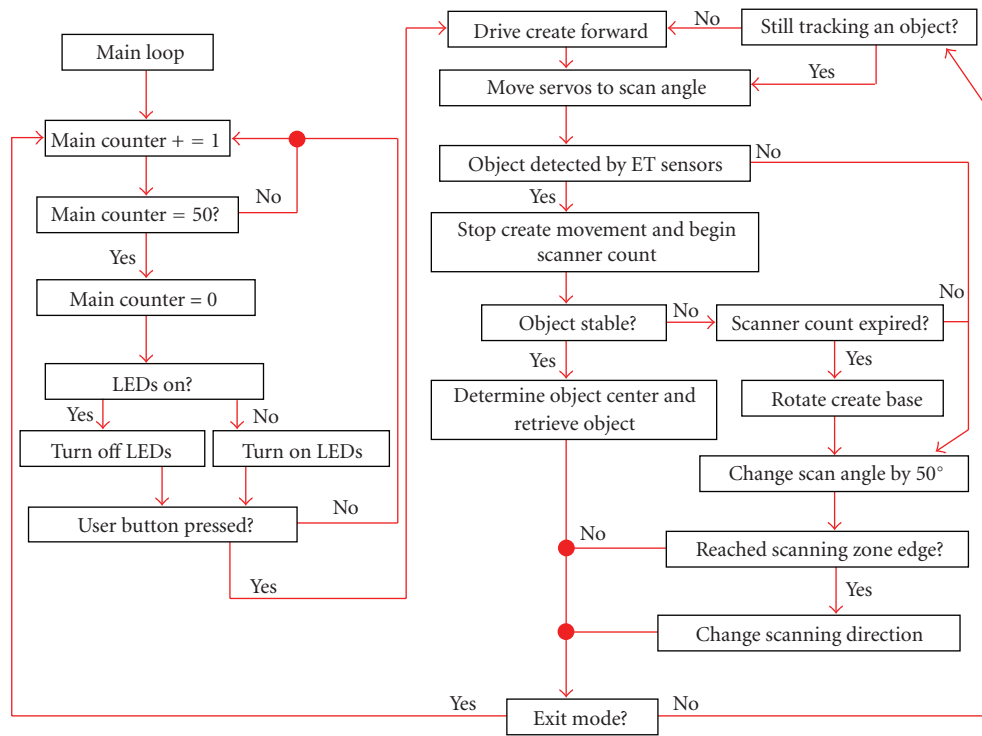 Main loop
Main counter + = 1
Main counter = 50?
No
Yes
Main counter = 0
LEDs on?
Yes
No
Turn off LEDs
Turn on LEDs
User button pressed?
No
Yes
Drive create forward
No
Still tracking an object?
Yes
Move servos to scan angle
Object detected by ET sensors
No
Yes
Stop create movement and begin
scanner count
Object stable?
No
Scanner count expired?
No
Yes
Yes
Determine object center and
retrieve object
Rotate create base
Change scan angle by 50°
No
Reached scanning zone edge?
Yes
Change scanning direction
Yes
Exit mode?
No